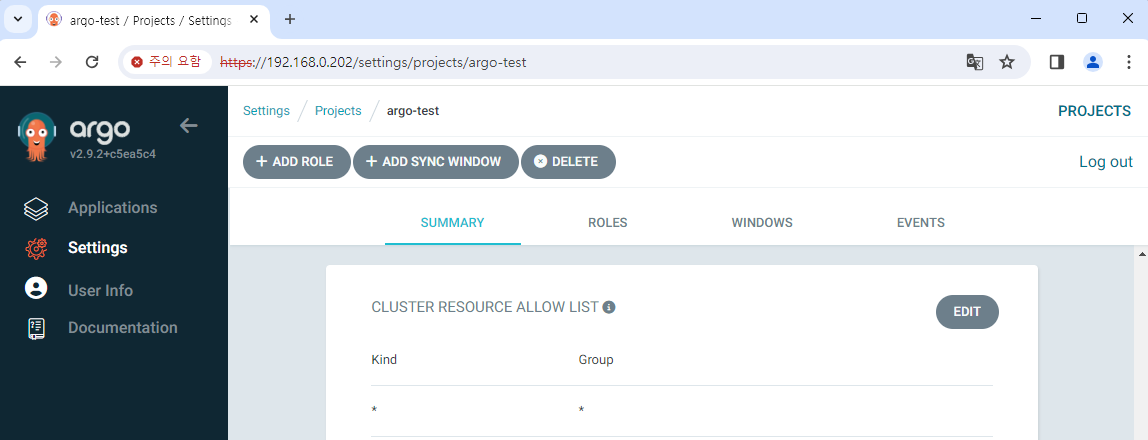 argo-test / Projects / Settings
주의 요함 https://192.168.0.202/settings/projects/argo-test
argo
v2.9.2+c5ea5c4
Applications
Settings
User Info
Documentation
Settings / Projects / argo-test
PROJECTS
+ ADD ROLE + ADD SYNC WINDOW DELETE
Log out
SUMMARY ROLES WINDOWS EVENTS
CLUSTER RESOURCE ALLOW LIST
EDIT
Kind Group
* *